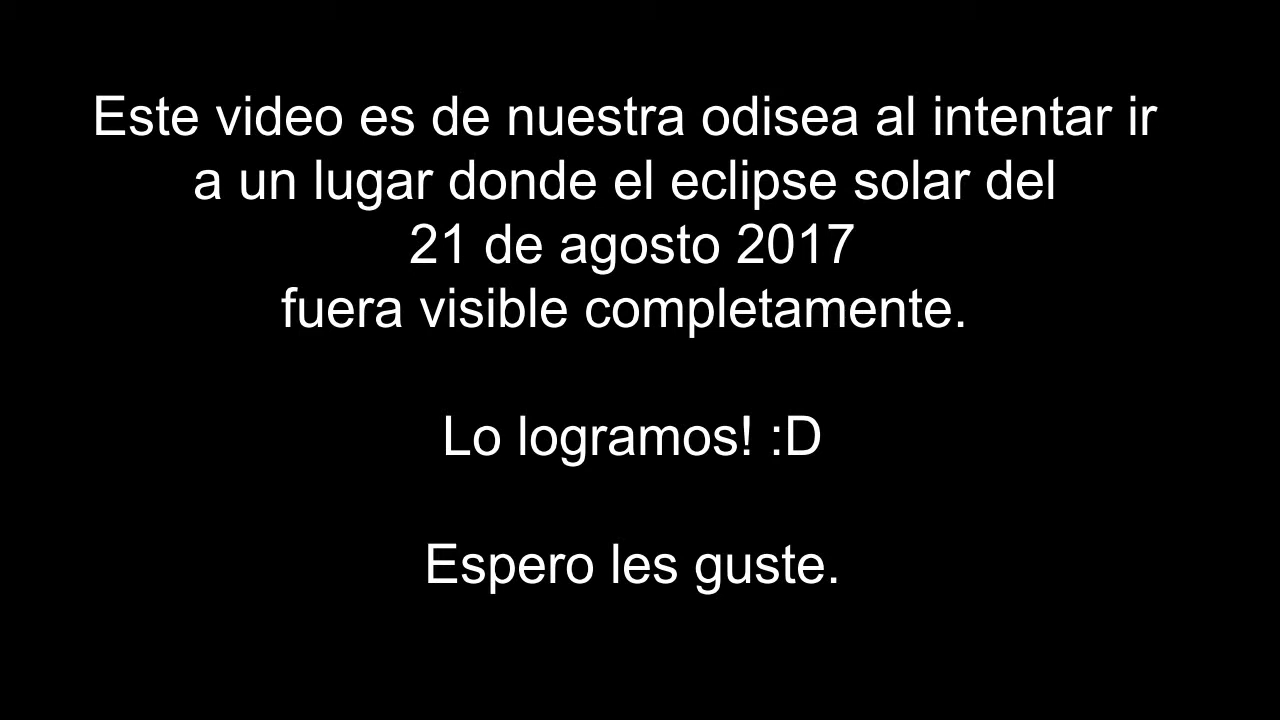 Este video es de nuestra odisea al intentar ir
a un lugar donde el eclipse solar del
21 de agosto 2017
fuera visible completamente.
Lo logramos! :D
Espero les guste.